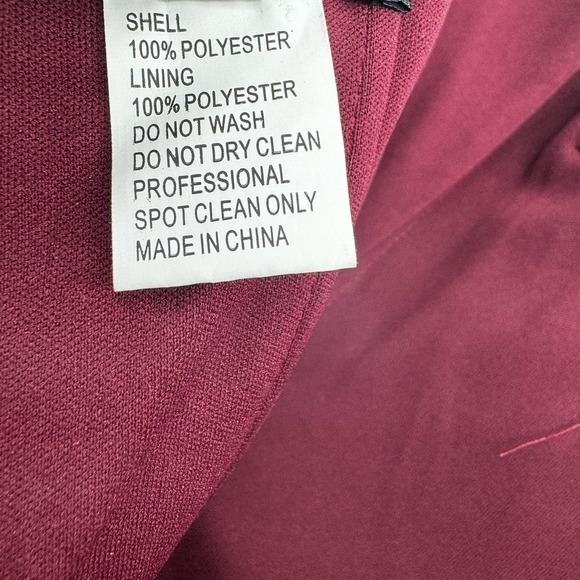 SHELL
100% POLYESTER
LINING
100% POLYESTER
DO NOT WASH
DO NOT DRY CLEAN
PROFESSIONAL
SPOT CLEAN ONLY
MADE IN CHINA